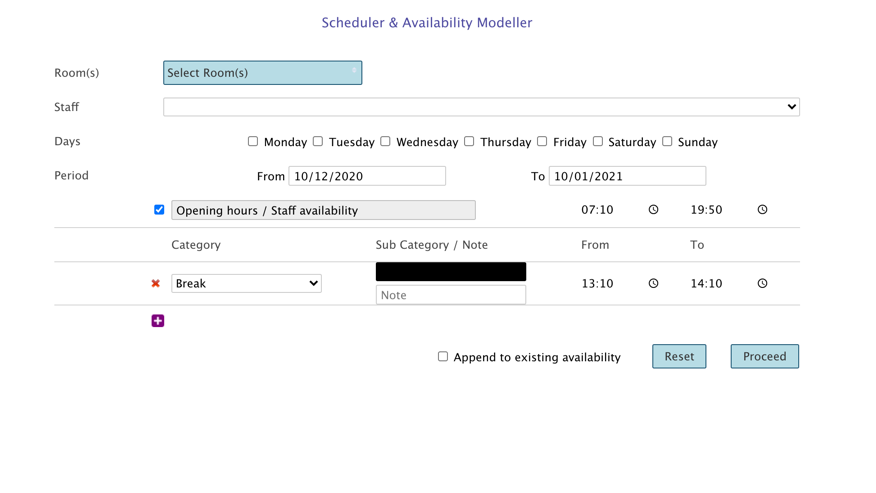 Scheduler & Availability Modeller
Room(s) Select Room(s)
Staff
Days Monday Tuesday Wednesday Thursday Friday Saturday Sunday
Period From 10/12/2020 To 10/01/2021
Opening hours / Staff availability 07:10 19:50
Category Sub Category / Note From To
Break 13:10 14:10
Note
Append to existing availability Reset Proceed